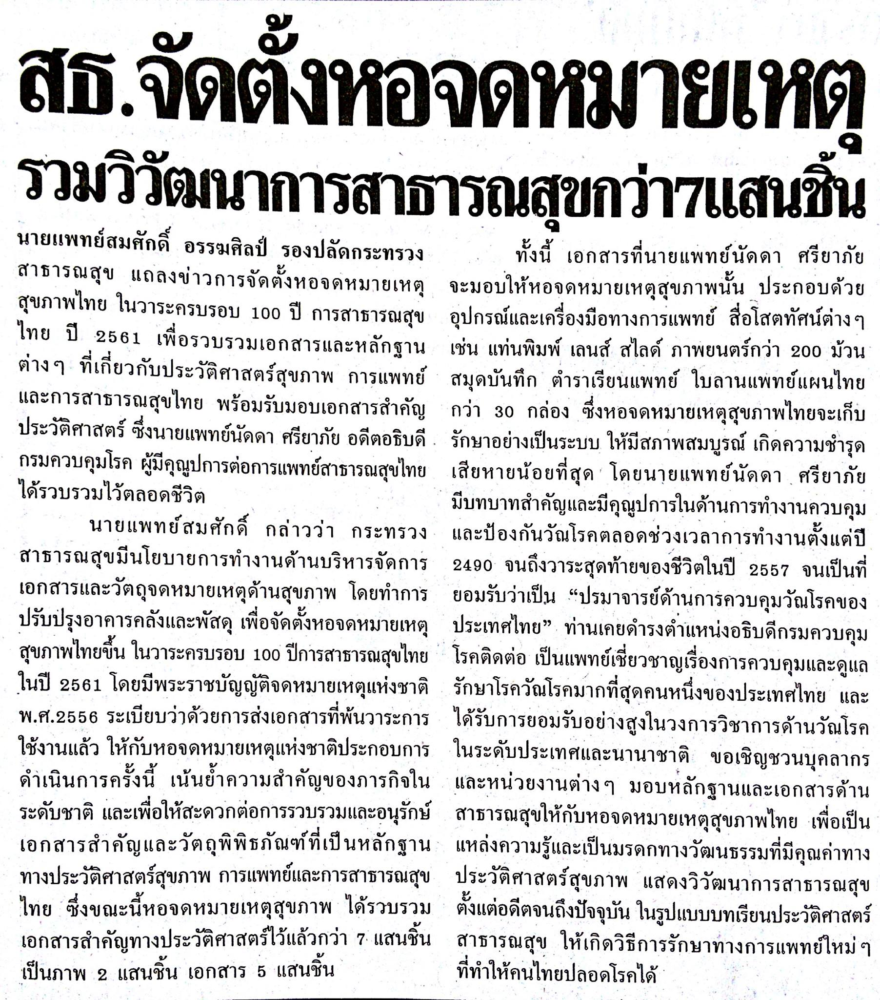 สธ.จัดตั้งหอจดหมายเหตุ
รวมวิวัฒนาการสาธารณสุขกว่า7แสนชิ้น
นายแพทย์สมศักดิ์ อรรฆศิลป์ รองปลัดกระทรวง
สาธารณสุข แถลงข่าวการจัดตั้งหอจดหมายเหตุ
สุขภาพไทย ในวาระครบรอบ 100 ปี การสาธารณสุข
ไทย ปี 2561 เพื่อรวบรวมเอกสารและหลักฐาน
ต่างๆ ที่เกี่ยวกับประวัติศาสตร์สุขภาพ การแพทย์
และการสาธารณสุขไทย พร้อมรับมอบเอกสารสำคัญ
ประวัติศาสตร์ ซึ่งนายแพทย์นัดดา ศรียาภัย อดีตอธิบดี
กรมควบคุมโรค ผู้มีคุณูปการต่อการแพทย์สาธารณสุขไทย
ได้รวบรวมไว้ตลอดชีวิต
นายแพทย์สมศักดิ์ กล่าวว่า กระทรวง
สาธารณสุขมีนโยบายการทำงานด้านบริหารจัดการ
เอกสารและวัตถุจดหมายเหตุด้านสุขภาพ โดยทำการ
ปรับปรุงอาคารคลังและพัสดุ เพื่อจัดตั้งหอจดหมายเหตุ
สุขภาพไทยขึ้น ในวาระครบรอบ 100 ปีการสาธารณสุขไทย
ในปี 2561 โดยมีพระราชบัญญัติจดหมายเหตุแห่งชาติ
พ.ศ.2556 ระเบียบว่าด้วยการส่งเอกสารที่พ้นวาระการ
ใช้งานแล้ว ให้กับหอจดหมายเหตุแห่งชาติประกอบการ
ดำเนินการครั้งนี้ เน้นย้ำความสำคัญของภารกิจใน
ระดับชาติ และเพื่อให้สะดวกต่อการรวบรวมและอนุรักษ์
เอกสารสำคัญและวัตถุพิพิธภัณฑ์ที่เป็นหลักฐาน
ทางประวัติศาสตร์สุขภาพ การแพทย์และการสาธารณสุข
ไทย ซึ่งขณะนี้หอจดหมายเหตุสุขภาพ ได้รวบรวม
เอกสารสำคัญทางประวัติศาสตร์ไว้แล้วกว่า 7 แสนชิ้น
เป็นภาพ 2 แสนชิ้น เอกสาร 5 แสนชิ้น
ทั้งนี้ เอกสารที่นายแพทย์นัดดา ศรียาภัย
จะมอบให้หอจดหมายเหตุสุขภาพนั้น ประกอบด้วย
อุปกรณ์และเครื่องมือทางการแพทย์ สื่อโสตทัศน์ต่างๆ
เช่น แท่นพิมพ์ เลนส์ สไลด์ ภาพยนตร์กว่า 200 ม้วน
สมุดบันทึก ตำราเรียนแพทย์ ใบลานแพทย์แผนไทย
กว่า 30 กล่อง ซึ่งหอจดหมายเหตุสุขภาพไทยจะเก็บ
รักษาอย่างเป็นระบบ ให้มีสภาพสมบูรณ์ เกิดความชำรุด
เสียหายน้อยที่สุด โดยนายแพทย์นัดดา ศรียาภัย
มีบทบาทสำคัญและมีคุณูปการในด้านการทำงานควบคุม
และป้องกันวัณโรคตลอดช่วงเวลาการทำงานตั้งแต่ปี
2490 จนถึงวาระสุดท้ายของชีวิตในปี 2557 จนเป็นที่
ยอมรับว่าเป็น “ปรมาจารย์ด้านการควบคุมวัณโรคของ
ประเทศไทย” ท่านเคยดำรงตำแหน่งอธิบดีกรมควบคุม
โรคติดต่อ เป็นแพทย์เชี่ยวชาญเรื่องการควบคุมและดูแล
รักษาโรควัณโรคมากที่สุดคนหนึ่งของประเทศไทย และ
ได้รับการยอมรับอย่างสูงในวงการวิชาการด้านวัณโรค
ในระดับประเทศและนานาชาติ ขอเชิญชวนบุคลากร
และหน่วยงานต่างๆ มอบหลักฐานและเอกสารด้าน
สาธารณสุขให้กับหอจดหมายเหตุสุขภาพไทย เพื่อเป็น
แหล่งความรู้และเป็นมรดกทางวัฒนธรรมที่มีคุณค่าทาง
ประวัติศาสตร์สุขภาพ แสดงวิวัฒนาการสาธารณสุข
ตั้งแต่อดีตจนถึงปัจจุบัน ในรูปแบบบทเรียนประวัติศาสตร์
สาธารณสุข ให้เกิดวิธีการรักษาทางการแพทย์ใหม่ๆ
ที่ทำให้คนไทยปลอดโรคได้